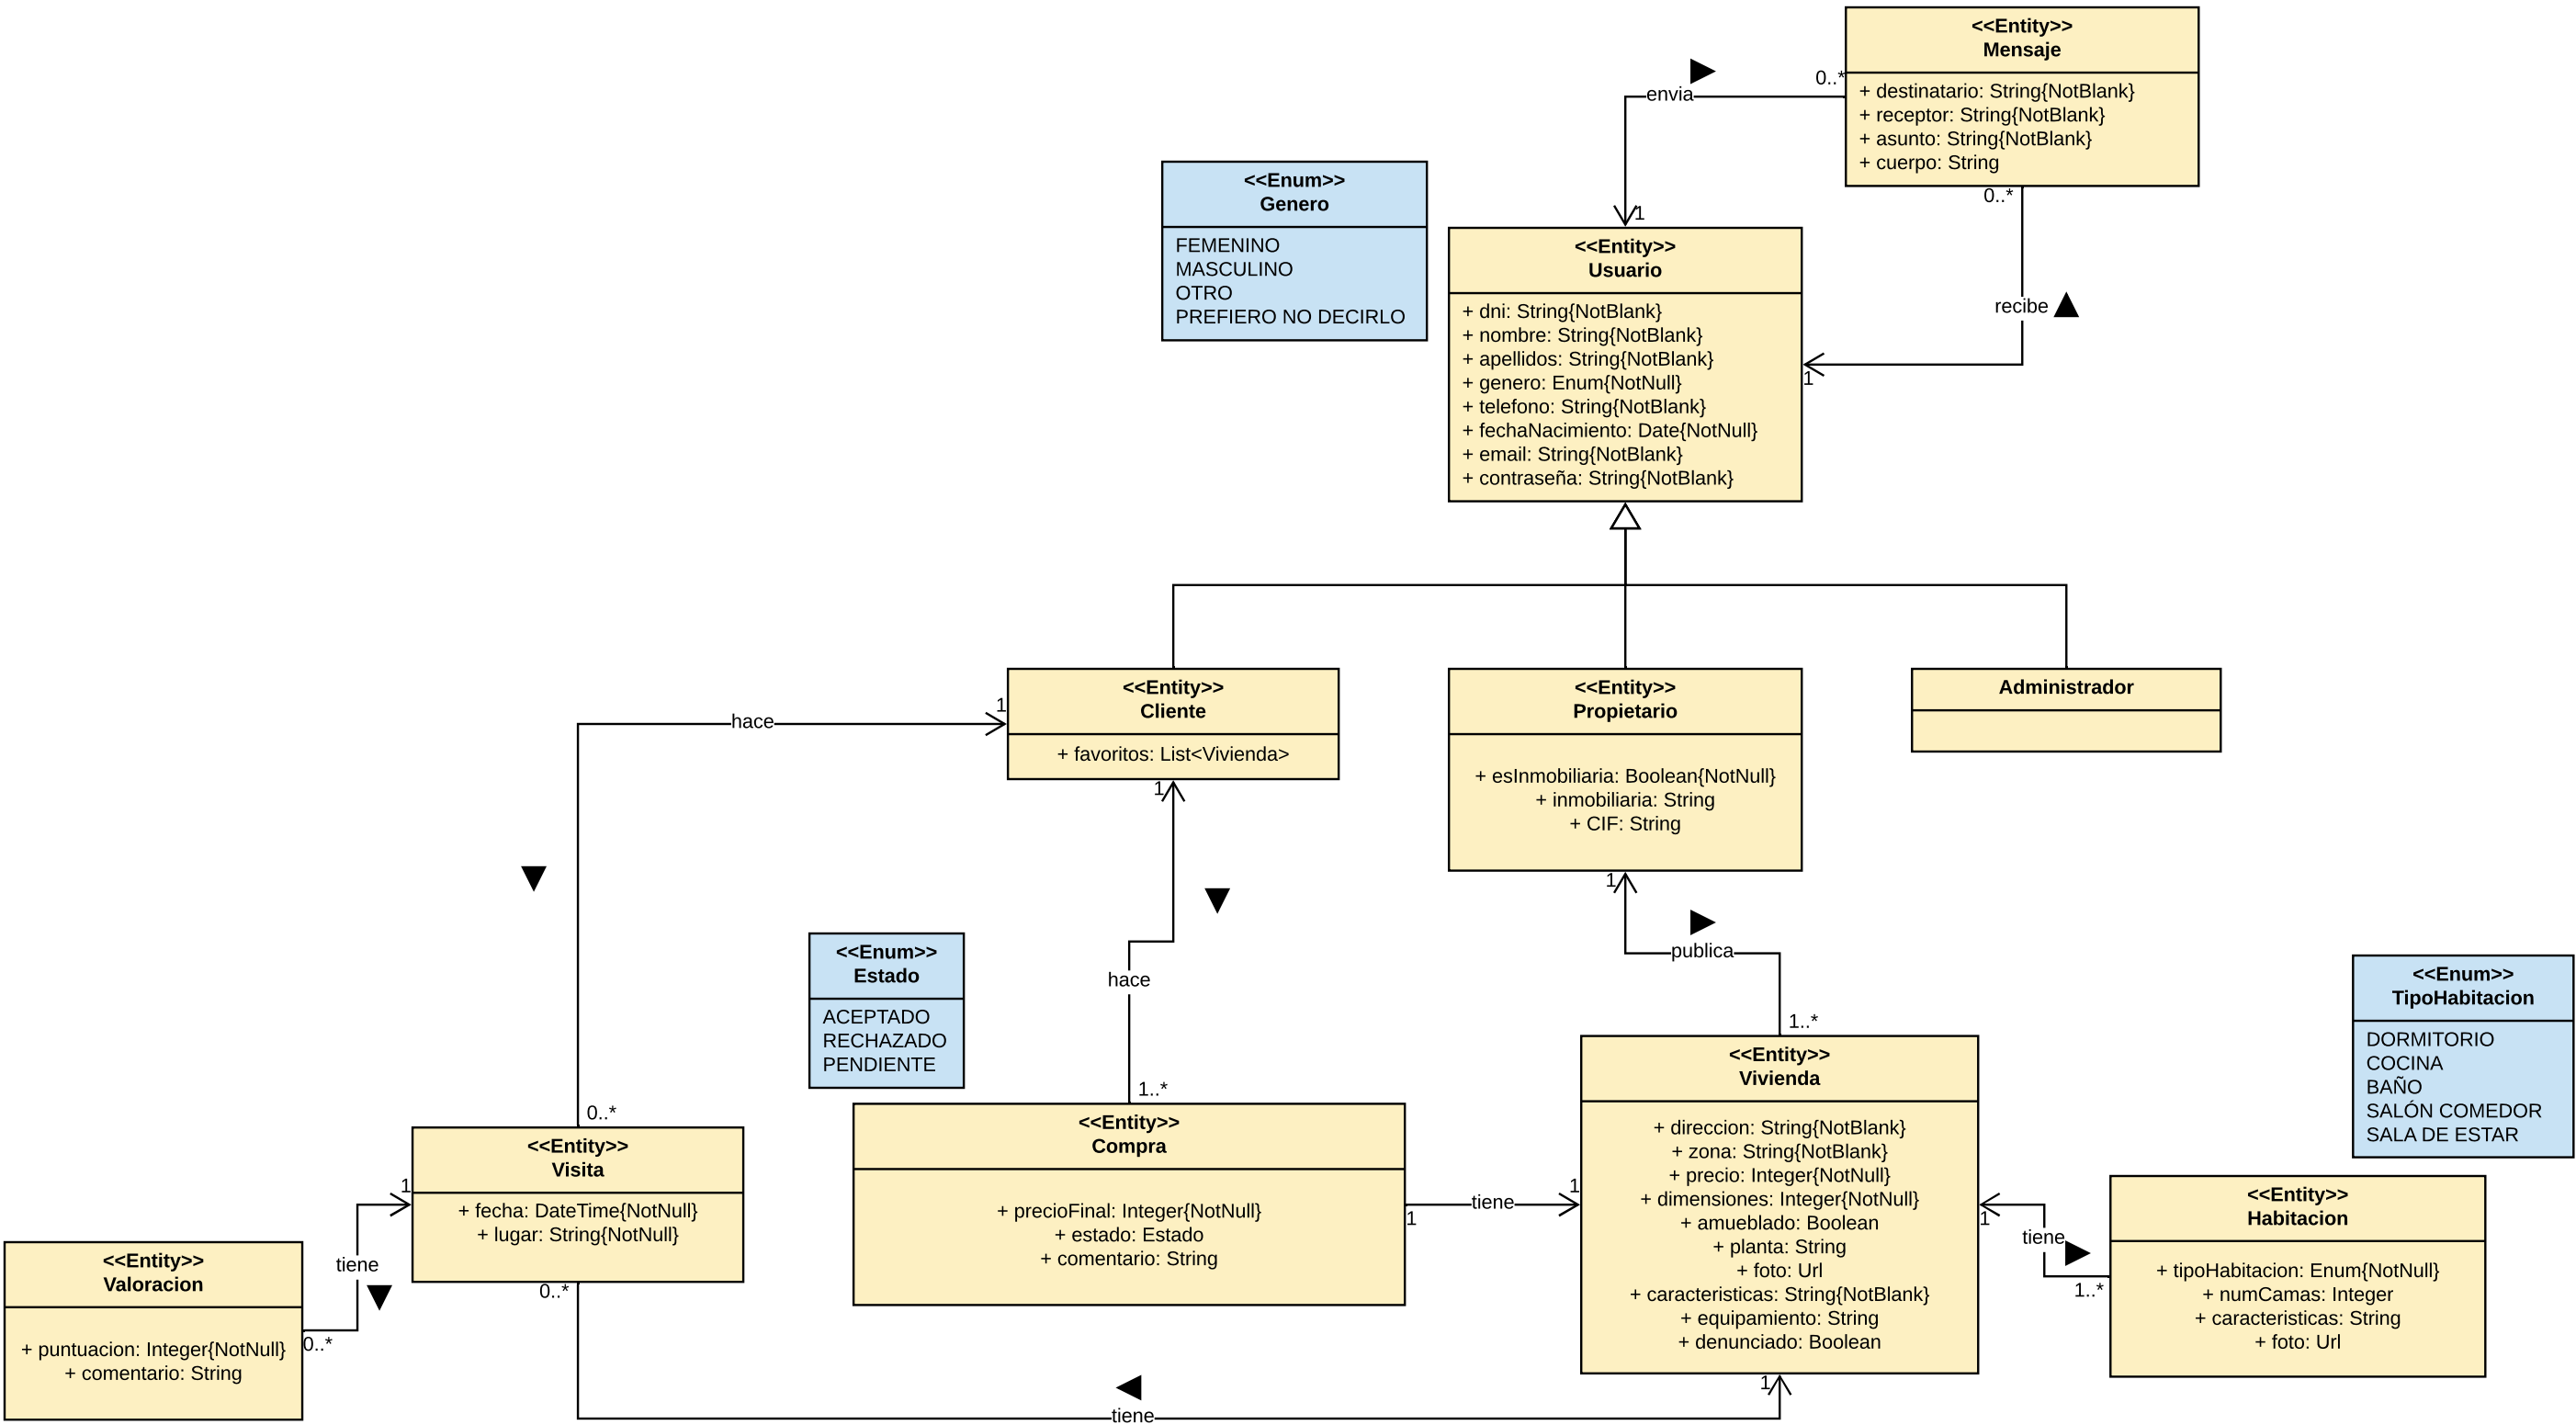 <<Entity>>
Mensaje
+ destinatario: String{NotBlank}
+ receptor: String{NotBlank}
+ asunto: String{NotBlank}
+ cuerpo: String
0..*
envia
1
0..*
recibe
1
<<Enum>>
Genero
FEMENINO
MASCULINO
OTRO
PREFIERO NO DECIRLO
<<Entity>>
Usuario
+ dni: String{NotBlank}
+ nombre: String{NotBlank}
+ apellidos: String{NotBlank}
+ genero: Enum{NotNull}
+ telefono: String{NotBlank}
+ fechaNacimiento: Date{NotNull}
+ email: String{NotBlank}
+ contraseña: String{NotBlank}
<<Entity>>
Cliente
+ favoritos: List<Vivienda>
<<Entity>>
Propietario
+ esInmobiliaria: Boolean{NotNull}
+ inmobiliaria: String
+ CIF: String
Administrador
1
hace
0..*
1
hace
1..*
1
publica
1..*
<<Enum>>
Estado
ACEPTADO
RECHAZADO
PENDIENTE
<<Enum>>
TipoHabitacion
DORMITORIO
COCINA
BAÑO
SALÓN COMEDOR
SALA DE ESTAR
<<Entity>>
Visita
+ fecha: DateTime{NotNull}
+ lugar: String{NotNull}
<<Entity>>
Compra
+ precioFinal: Integer{NotNull}
+ estado: Estado
+ comentario: String
1
tiene
1
<<Entity>>
Vivienda
+ direccion: String{NotBlank}
+ zona: String{NotBlank}
+ precio: Integer{NotNull}
+ dimensiones: Integer{NotNull}
+ amueblado: Boolean
+ planta: String
+ foto: Url
+ caracteristicas: String{NotBlank}
+ equipamiento: String
+ denunciado: Boolean
1
tiene
1..*
<<Entity>>
Habitacion
+ tipoHabitacion: Enum{NotNull}
+ numCamas: Integer
+ caracteristicas: String
+ foto: Url
<<Entity>>
Valoracion
+ puntuacion: Integer{NotNull}
+ comentario: String
1
tiene
0..*
0..*
tiene
1